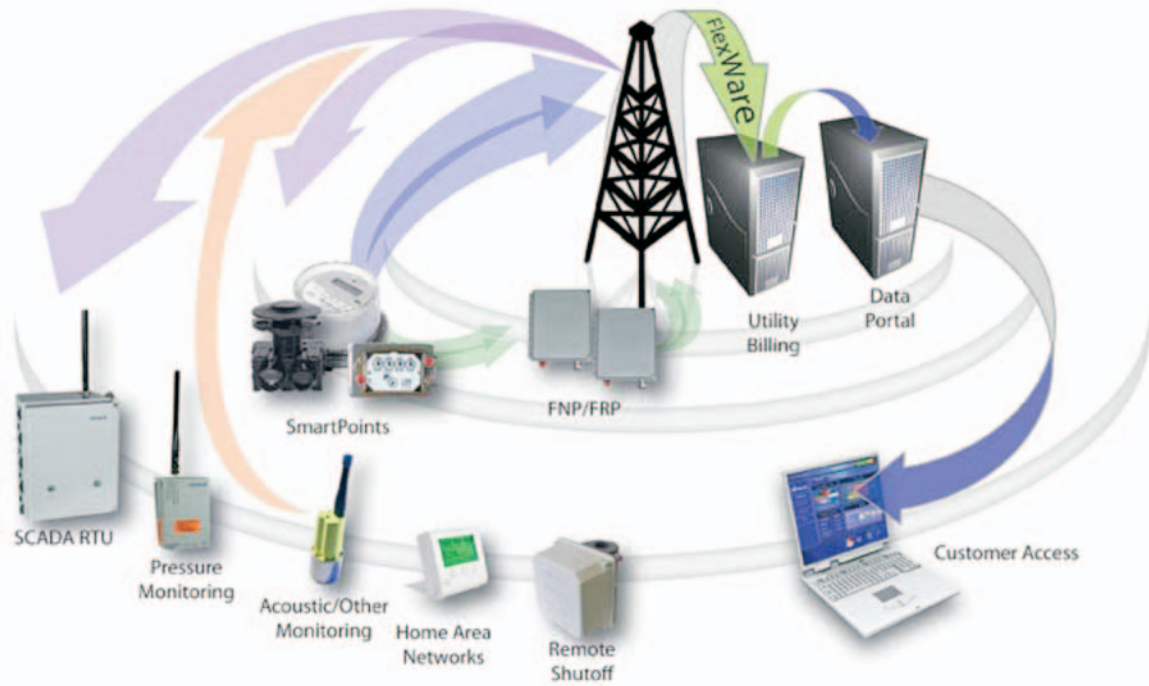 FlexWare
Utility
Billing
Data
Portal
FNP/FRP
SmartPoints
SCADA RTU
Pressure
Monitoring
Acoustic/Other
Monitoring
Home Area
Networks
Remote
Shutoff
Customer Access